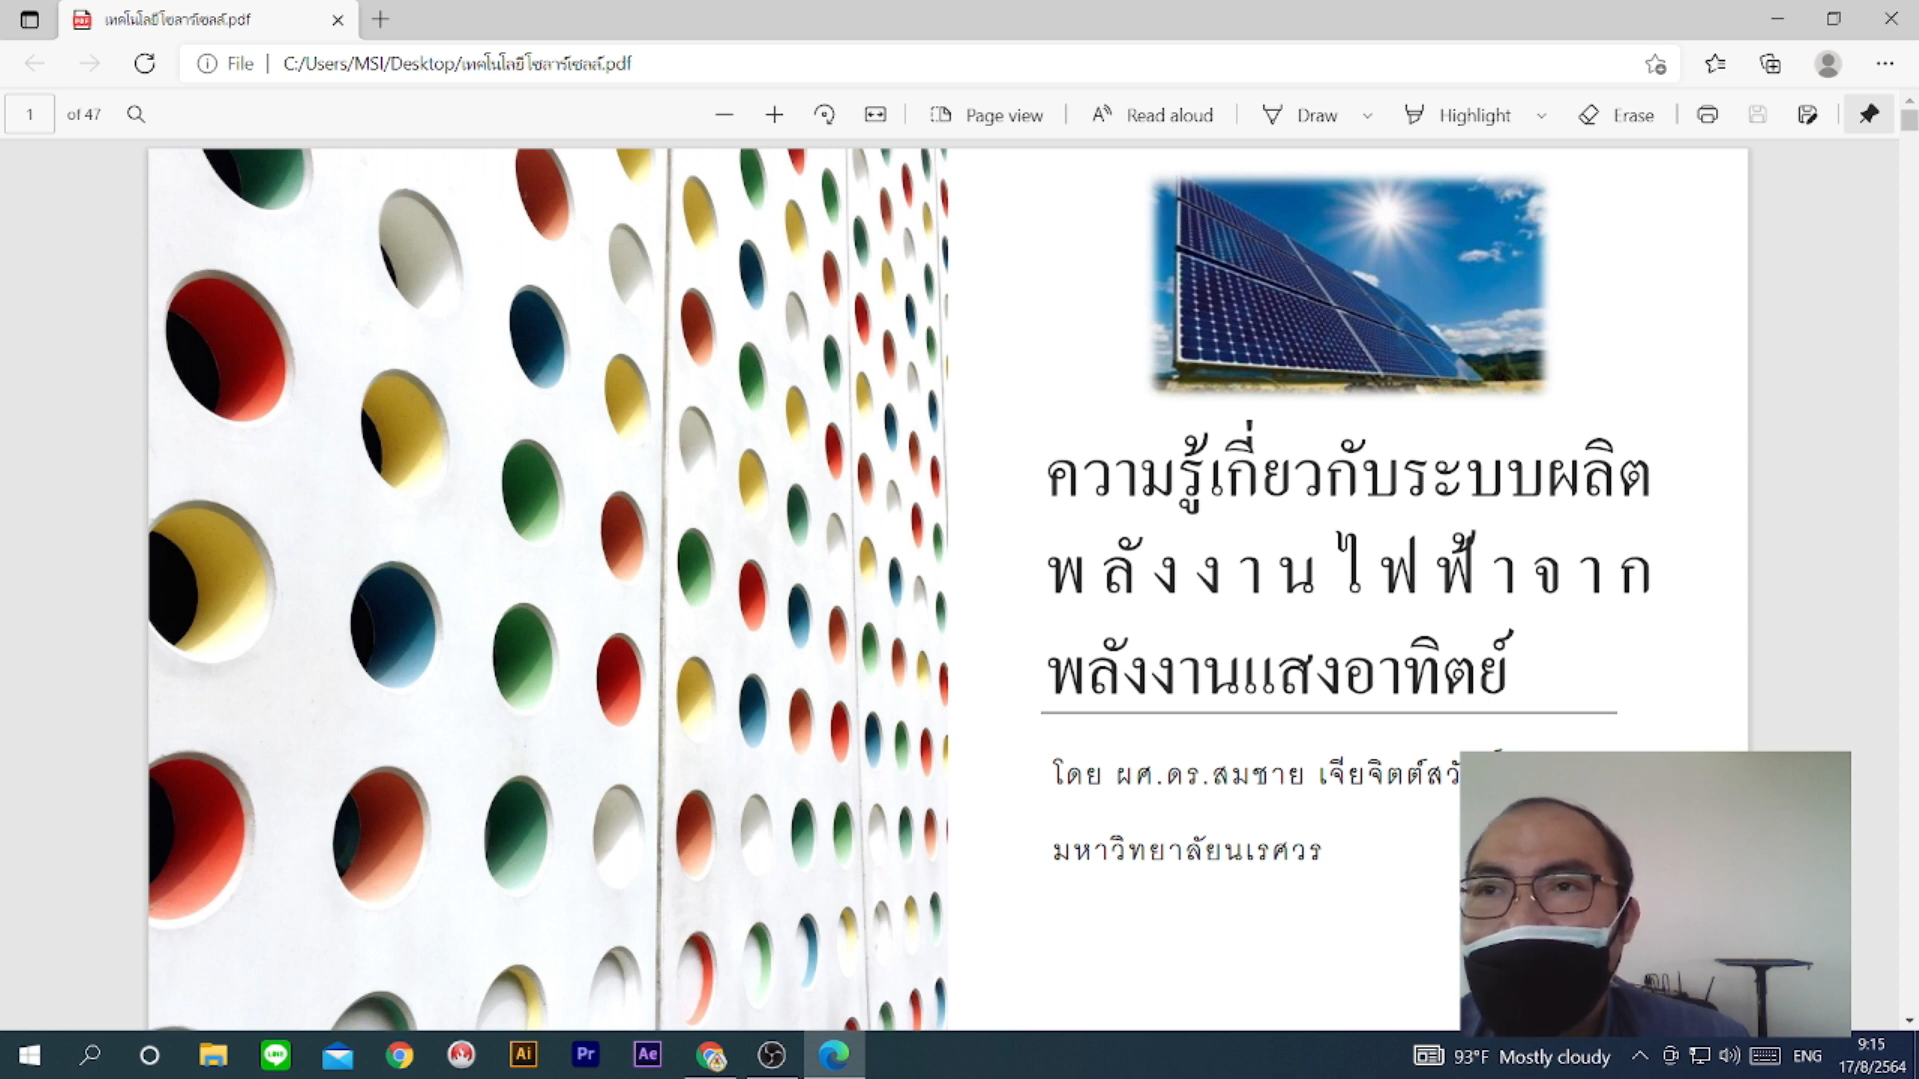 เทคโนโลยีโซลาร์เซลล์.pdf
File
C:/Users/MSI/Desktop/เทคโนโลยีโซลาร์เซลล์.pdf
1 of 47
Page view
Read aloud
Draw
Highlight
Erase
ความรู้เกี่ยวกับระบบผลิต
พลังงานไฟฟ้าจาก
พลังงานแสงอาทิตย์
โดย ผศ.ดร.สมชาย เจียจิตต์
มหาวิทยาลัยนเรศวร
LINE
Ai
Pr
Ae
93°F Mostly cloudy
ENG
9:15
17/8/2564